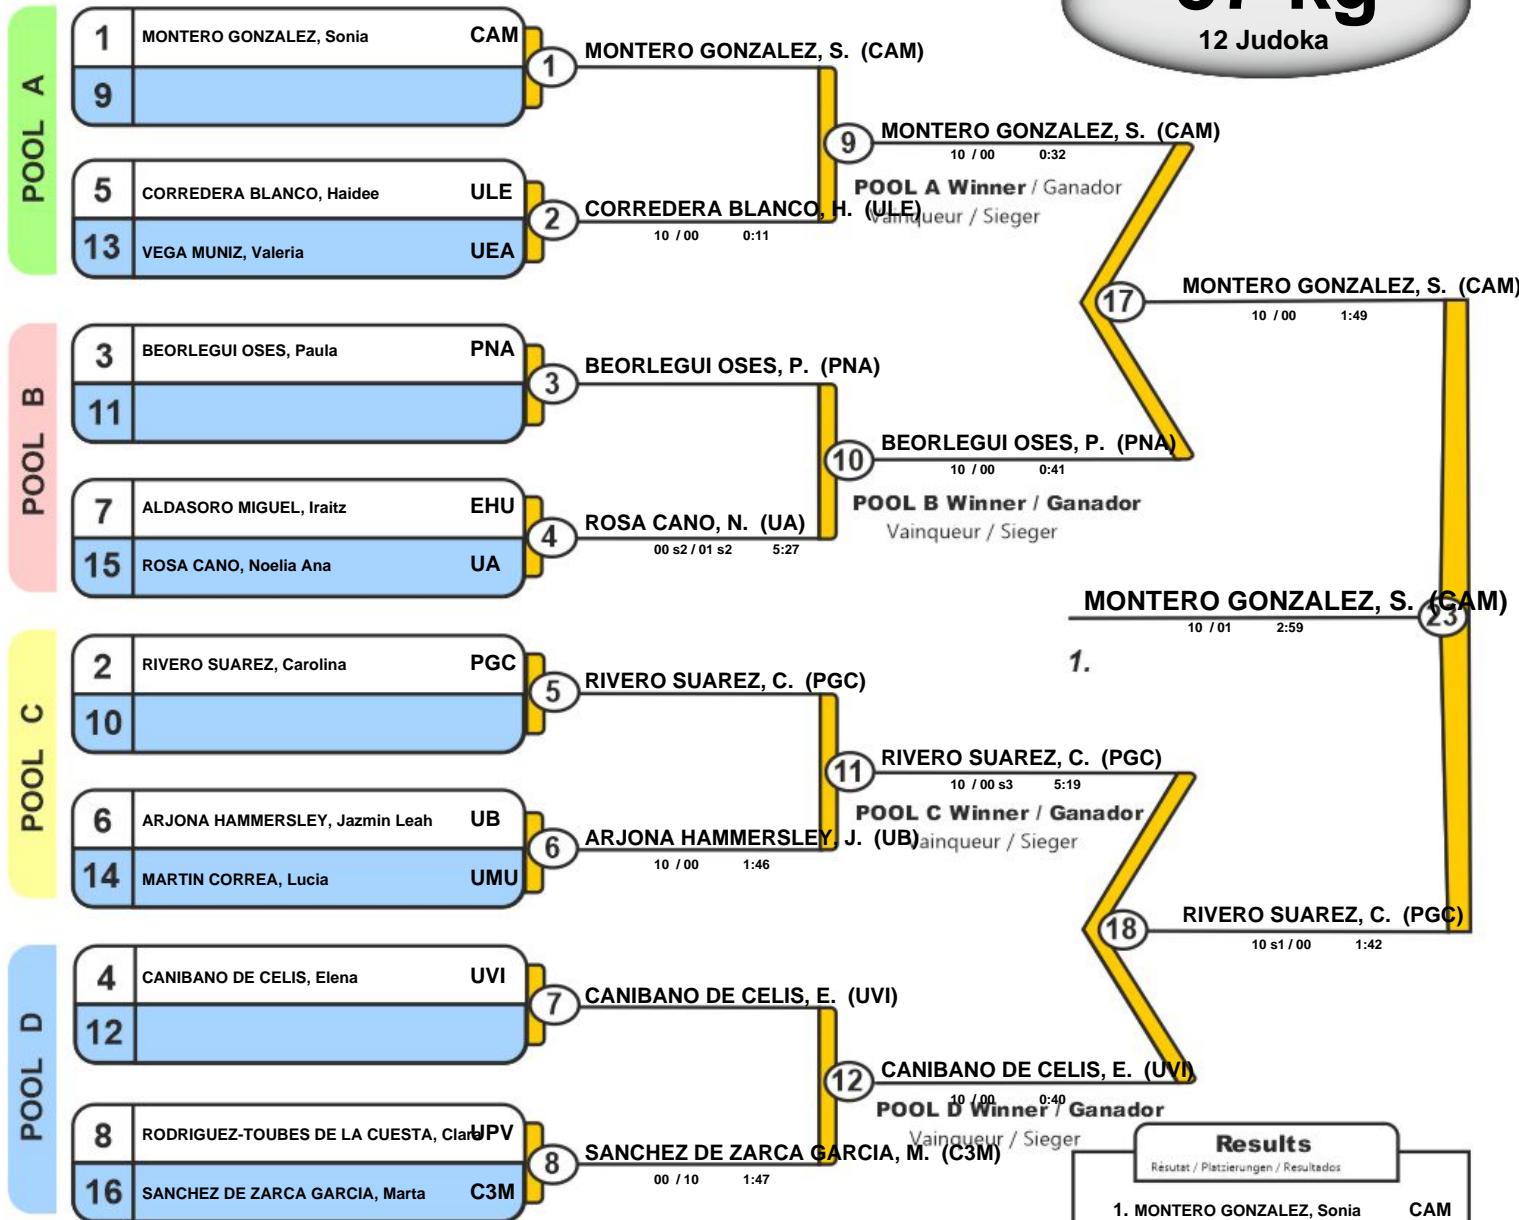 kg
12 Judoka
POOL A
1 MONTERO GONZALEZ, Sonia CAM
9
5 CORREDERA BLANCO, Haidee ULE
13 VEGA MUNIZ, Valeria UEA
POOL B
3 BEORLEGUI OSES, Paula PNA
11
7 ALDASORO MIGUEL, Iraitz EHU
15 ROSA CANO, Noelia Ana UA
POOL C
2 RIVERO SUAREZ, Carolina PGC
10
6 ARJONA HAMMERSLEY, Jazmin Leah UB
14 MARTIN CORREA, Lucia UMU
POOL D
4 CANIBANO DE CELIS, Elena UVI
12
8 RODRIGUEZ-TOUBES DE LA CUESTA, Clara UPV
16 SANCHEZ DE ZARCA GARCIA, Marta C3M
1 MONTERO GONZALEZ, S. (CAM)
2 CORREDERA BLANCO, H. (ULE)
10 / 00 0:11
3 BEORLEGUI OSES, P. (PNA)
4 ROSA CANO, N. (UA)
00 s2 / 01 s2 5:27
5 RIVERO SUAREZ, C. (PGC)
6 ARJONA HAMMERSLEY, J. (UB)
10 / 00 1:46
7 CANIBANO DE CELIS, E. (UVI)
8 SANCHEZ DE ZARCA GARCIA, M. (C3M)
00 / 10 1:47
9 MONTERO GONZALEZ, S. (CAM)
10 / 00 0:32
POOL A Winner / Ganador
Vainqueur / Sieger
10 BEORLEGUI OSES, P. (PNA)
10 / 00 0:41
POOL B Winner / Ganador
Vainqueur / Sieger
11 RIVERO SUAREZ, C. (PGC)
10 / 00 s3 5:19
POOL C Winner / Ganador
Vainqueur / Sieger
12 CANIBANO DE CELIS, E. (UVI)
10 / 00 0:40
POOL D Winner / Ganador
Vainqueur / Sieger
17 MONTERO GONZALEZ, S. (CAM)
10 / 00 1:49
18 RIVERO SUAREZ, C. (PGC)
10 s1 / 00 1:42
MONTERO GONZALEZ, S. (CAM)
23
10 / 01 2:59
1.
Results
Résutat / Platzierungen / Resultados
1. MONTERO GONZALEZ, Sonia CAM